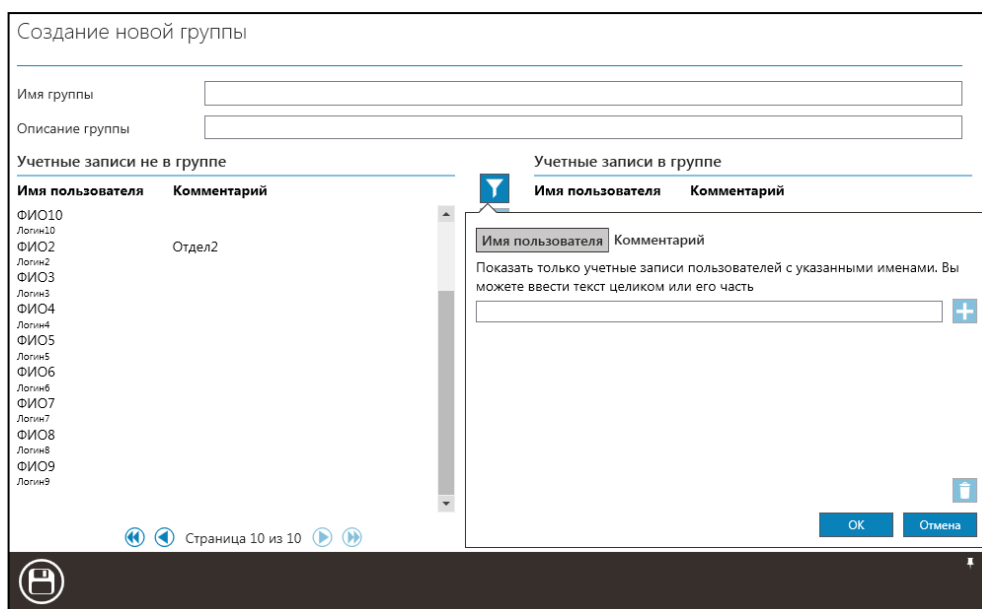 Создание новой группы
Имя группы
Описание группы
Учетные записи не в группе
Учетные записи в группе
Имя пользователя Комментарий
Имя пользователя Комментарий
ФИО10
Логин10
ФИО2 Отдел2
Логин2
ФИО3
Логин3
ФИО4
Логин4
ФИО5
Логин5
ФИО6
Логин6
ФИО7
Логин7
ФИО8
Логин8
ФИО9
Логин9
Страница 10 из 10
Имя пользователя Комментарий
Показать только учетные записи пользователей с указанными именами. Вы
можете ввести текст целиком или его часть
ОК Отмена